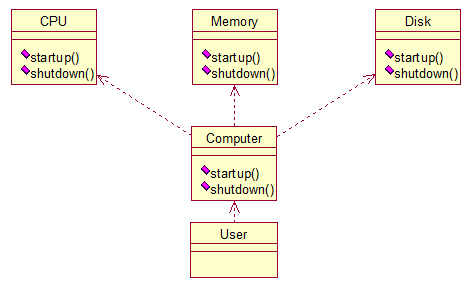 CPU
startup()
shutdown()
Memory
startup()
shutdown()
Disk
startup()
shutdown()
Computer
startup()
shutdown()
User